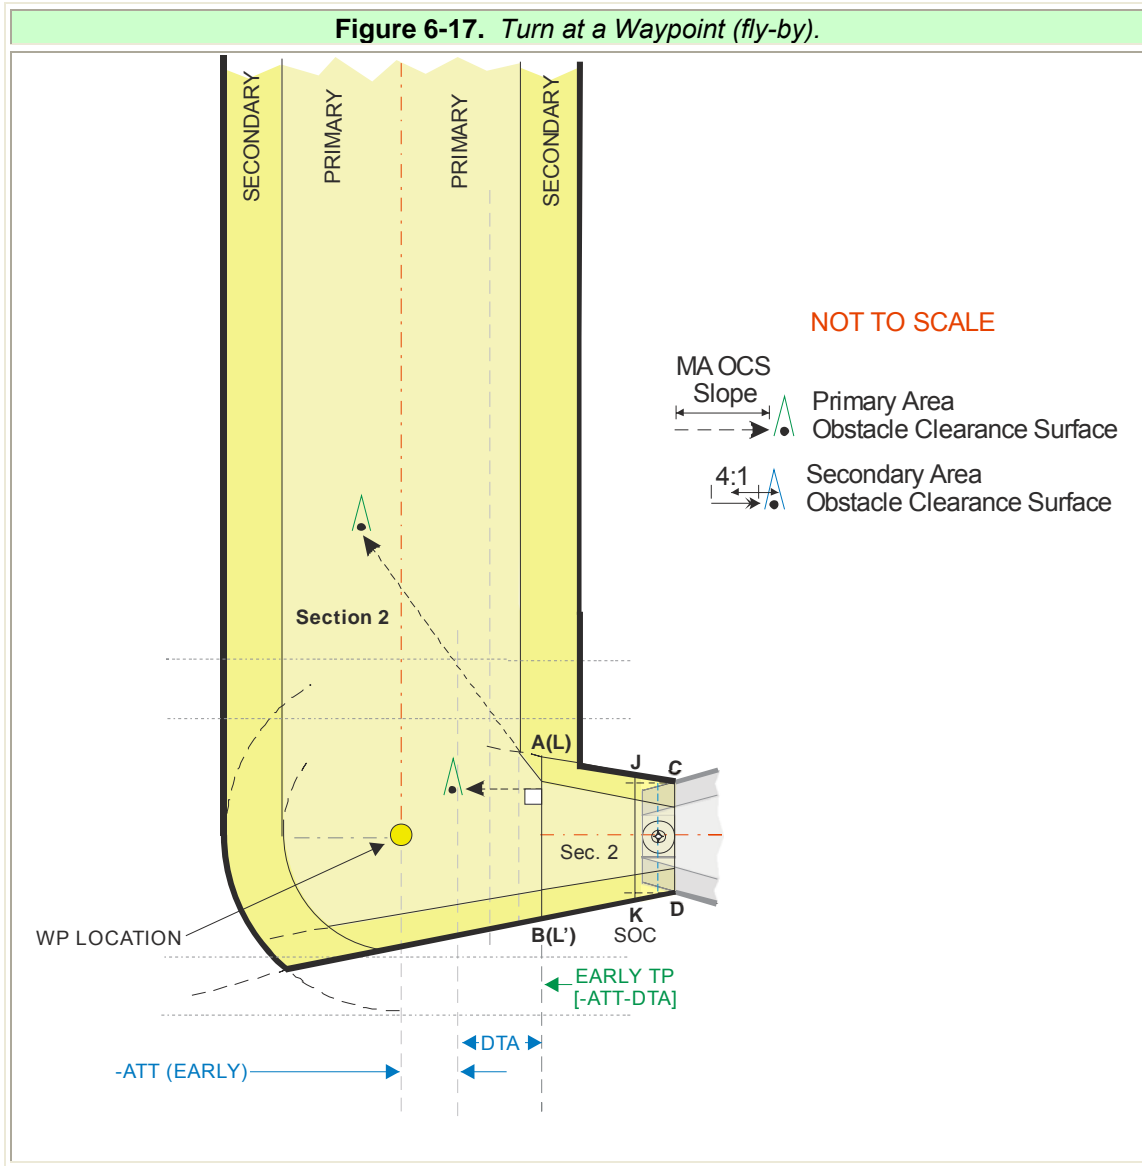 Figure 6-17. Turn at a Waypoint (fly-by).
SECONDARY
PRIMARY
PRIMARY
SECONDARY
NOT TO SCALE
MA OCS
Slope
Primary Area
Obstacle Clearance Surface
4:1
Secondary Area
Obstacle Clearance Surface
Section 2
A(L)
J
C
Sec. 2
WP LOCATION
B(L')
K
D
SOC
EARLY TP
[-ATT-DTA]
DTA
-ATT (EARLY)